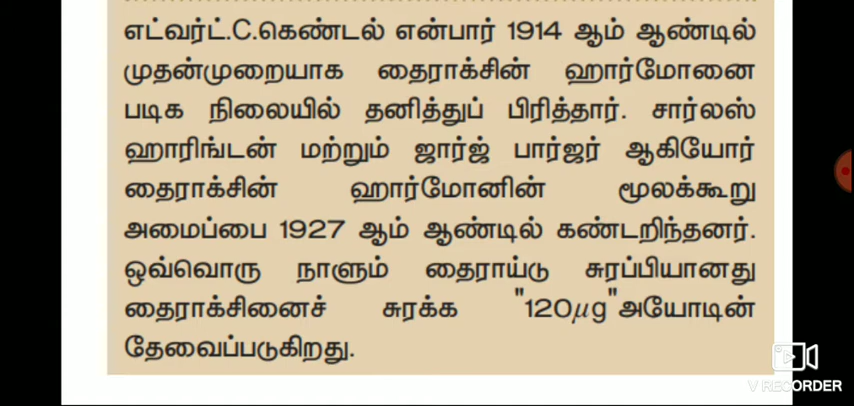 எட்வர்ட்.C.கெண்டல் என்பார் 1914 ஆம் ஆண்டில்
முதன்முறையாக தைராக்சின் ஹார்மோனை
படிக நிலையில் தனித்துப் பிரித்தார். சார்லஸ்
ஹாரிங்டன் மற்றும் ஜார்ஜ் பார்ஜர் ஆகியோர்
தைராக்சின் ஹார்மோனின் மூலக்கூறு
அமைப்பை 1927 ஆம் ஆண்டில் கண்டறிந்தனர்.
ஒவ்வொரு நாளும் தைராய்டு சுரப்பியானது
தைராக்சினைச் சுரக்க "120µg"அயோடின்
தேவைப்படுகிறது.
V RECORDER